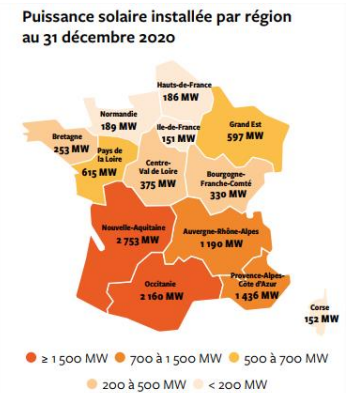 Puissance solaire installée par région
au 31 décembre 2020
Hauts-de-France
186 MW
Normandie
189 MW
Ile-de-France
151 MW
Grand Est
597 MW
Bretagne
253 MW
Pays de
la Loire
615 MW
Centre-
Val de Loire
375 MW
Bourgogne-
Franche-Comté
330 MW
Nouvelle-Aquitaine
2 753 MW
Auvergne-Rhône-Alpes
1 190 MW
Occitanie
2 160 MW
Provence-Alpes-
Côte d'Azur
1 436 MW
Corse
152 MW
≥ 1 500 MW 700 à 1 500 MW 500 à 700 MW
200 à 500 MW < 200 MW